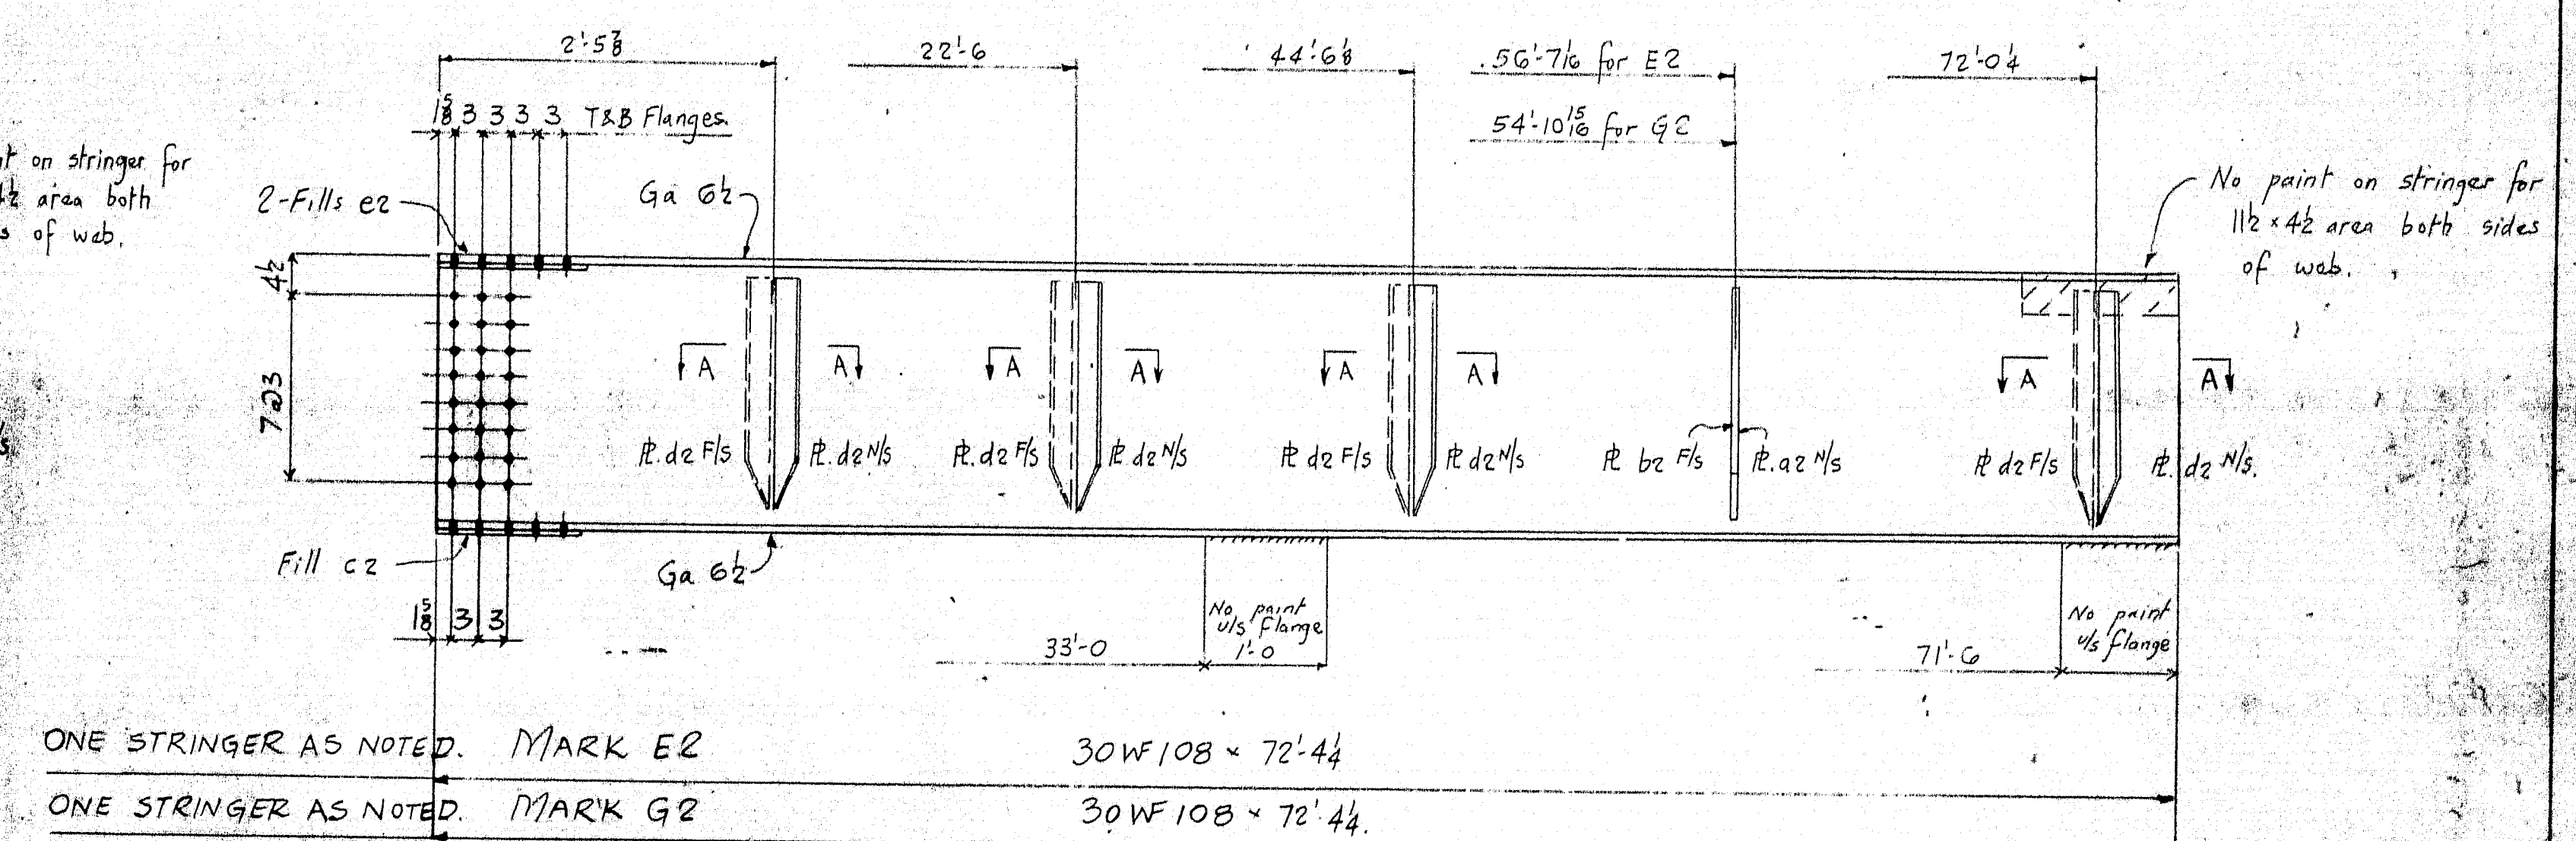 2'-5⅞
22'-6
44'-6⅛
56'-7 1/16 for E2
72'-0¼
54'-10 15/16 for G2
1⅝ 3 3 3 3 T&B Flanges
on stringer for
area both
of web.
2-Fills e2
Ga 6½
No paint on stringer for
11½ × 4½ area both sides
of web.
4½
7@3
A A A A A A A A
PL. d2 F/S PL. d2 N/S PL. d2 F/S PL d2 N/S PL d2 F/S PL d2 N/S PL b2 F/S PL. a2 N/S PL d2 F/S PL. d2 N/S.
Fill c2
Ga 6½
1⅝ 3 3
No paint
u/s flange
1'-0
33'-0
No paint
u/s flange
71'-6
ONE STRINGER AS NOTED. MARK E2 30WF108 × 72'-4¼
ONE STRINGER AS NOTED. MARK G2 30WF108 × 72'-4¼.